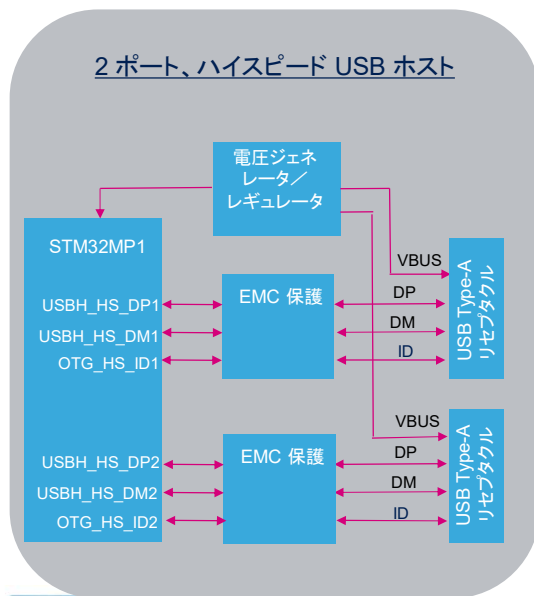 2 ポート、ハイスピード USB ホスト
電圧ジェネ
レータ／
レギュレータ
STM32MP1
USBH_HS_DP1
USBH_HS_DM1
OTG_HS_ID1
EMC 保護
VBUS
DP
DM
ID
USB Type-A
リセプタクル
USBH_HS_DP2
USBH_HS_DM2
OTG_HS_ID2
EMC 保護
VBUS
DP
DM
ID
USB Type-A
リセプタクル